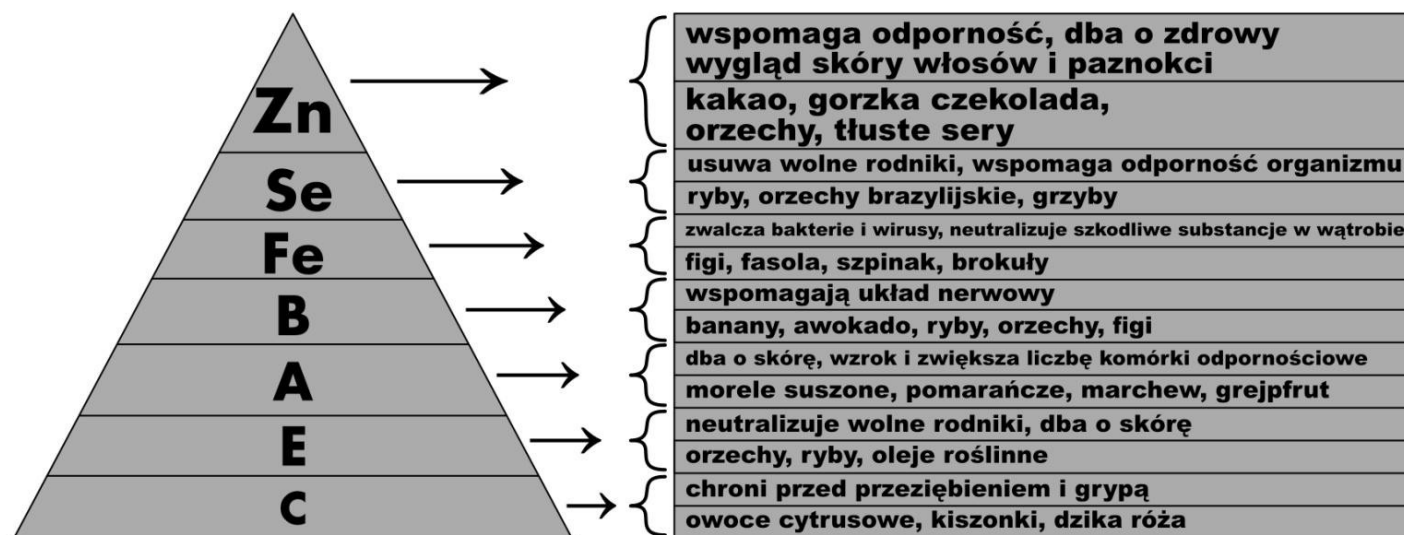 Zn
wspomaga odporność, dba o zdrowy
wygląd skóry włosów i paznokci
kakao, gorzka czekolada,
orzechy, tłuste sery
Se
usuwa wolne rodniki, wspomaga odporność organizmu
ryby, orzechy brazylijskie, grzyby
Fe
zwalcza bakterie i wirusy, neutralizuje szkodliwe substancje w wątrobie
figi, fasola, szpinak, brokuły
B
wspomagają układ nerwowy
banany, awokado, ryby, orzechy, figi
A
dba o skórę, wzrok i zwiększa liczbę komórki odpornościowe
morele suszone, pomarańcze, marchew, grejpfrut
E
neutralizuje wolne rodniki, dba o skórę
orzechy, ryby, oleje roślinne
C
chroni przed przeziębieniem i grypą
owoce cytrusowe, kiszonki, dzika róża